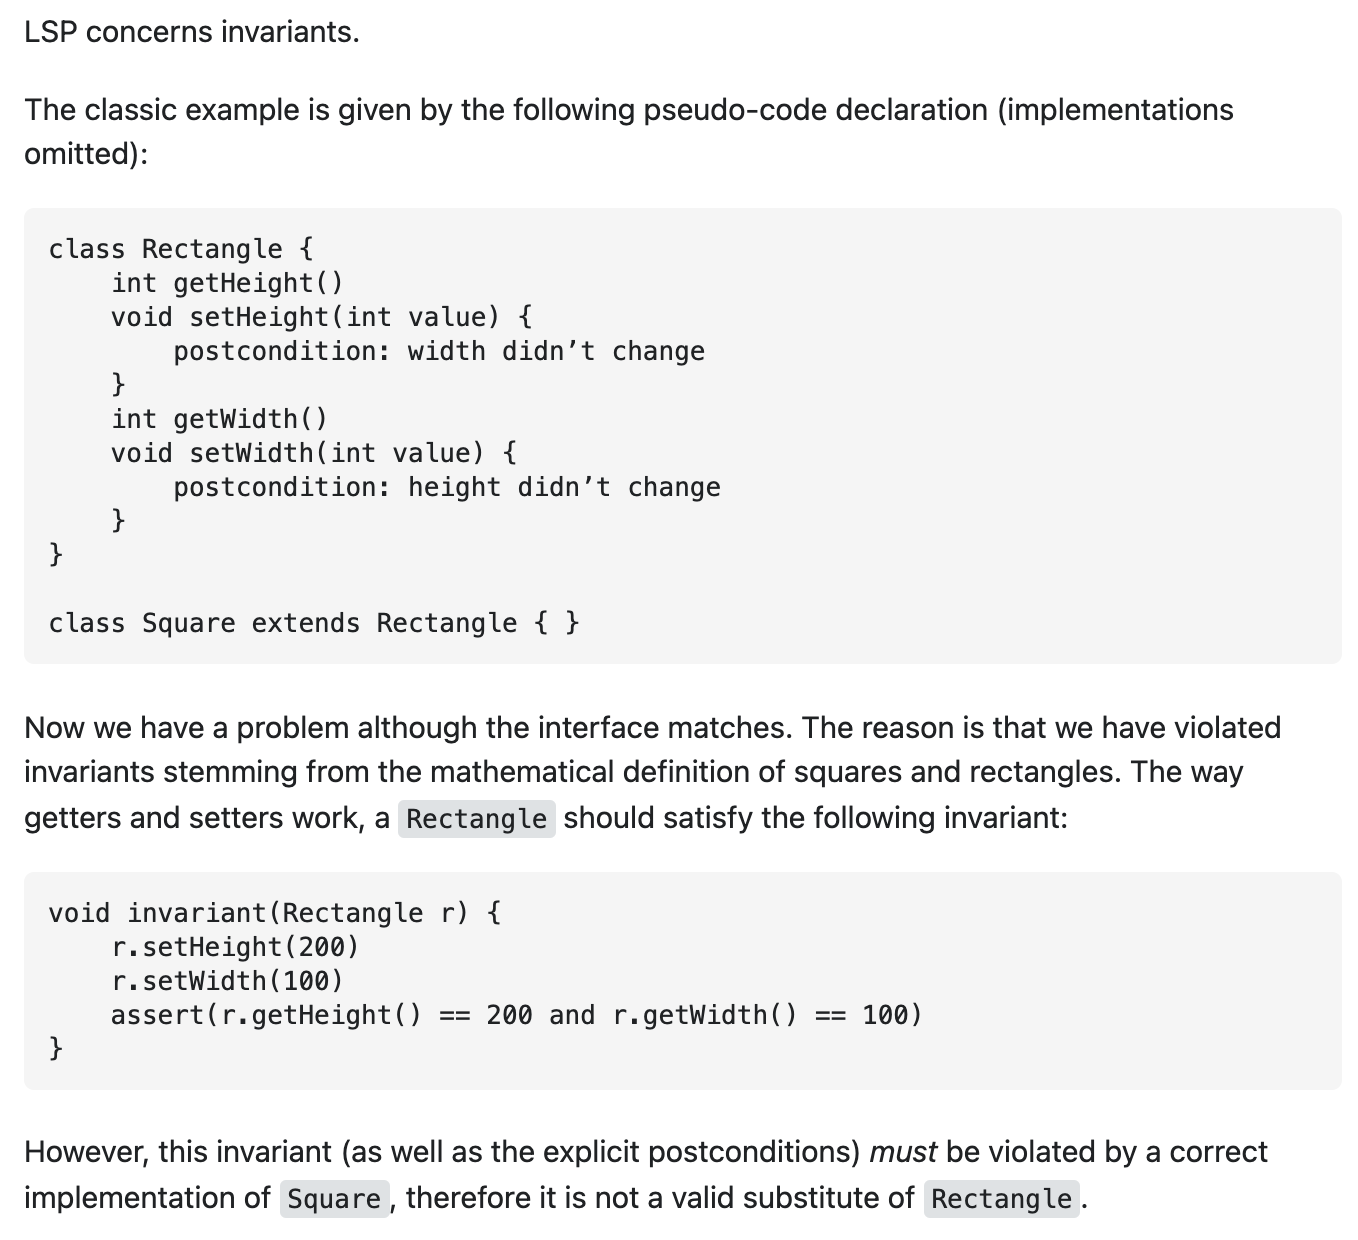 LSP concerns invariants.
The classic example is given by the following pseudo-code declaration (implementations
omitted):
class Rectangle {
    int getHeight()
    void setHeight(int value) {
        postcondition: width didn’t change
    }
    int getWidth()
    void setWidth(int value) {
        postcondition: height didn’t change
    }
}
class Square extends Rectangle { }
Now we have a problem although the interface matches. The reason is that we have violated
invariants stemming from the mathematical definition of squares and rectangles. The way
getters and setters work, a Rectangle should satisfy the following invariant:
void invariant(Rectangle r) {
    r.setHeight(200)
    r.setWidth(100)
    assert(r.getHeight() == 200 and r.getWidth() == 100)
}
However, this invariant (as well as the explicit postconditions) must be violated by a correct
implementation of Square, therefore it is not a valid substitute of Rectangle.